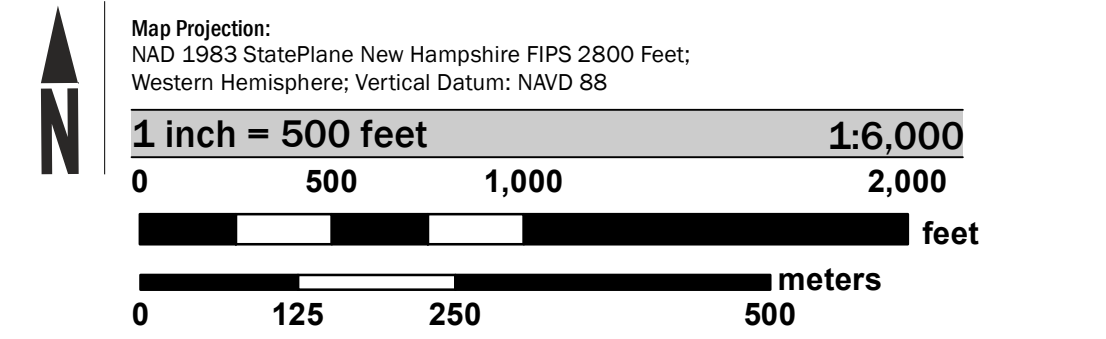 N
Map Projection:
NAD 1983 StatePlane New Hampshire FIPS 2800 Feet;
Western Hemisphere; Vertical Datum: NAVD 88
1 inch = 500 feet 1:6,000
0 500 1,000 2,000
feet
meters
0 125 250 500